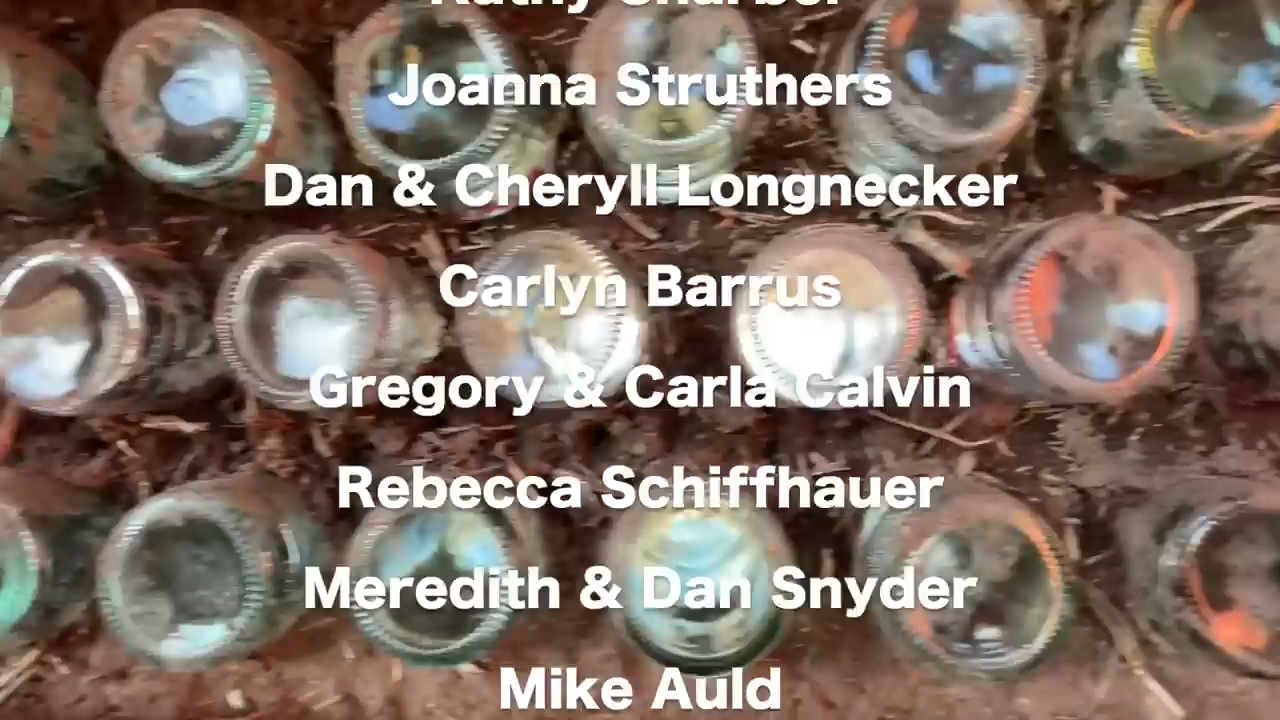 Joanna Struthers
Dan & Cheryll Longnecker
Carlyn Barrus
Gregory & Carla Calvin
Rebecca Schiffhauer
Meredith & Dan Snyder
Mike Auld